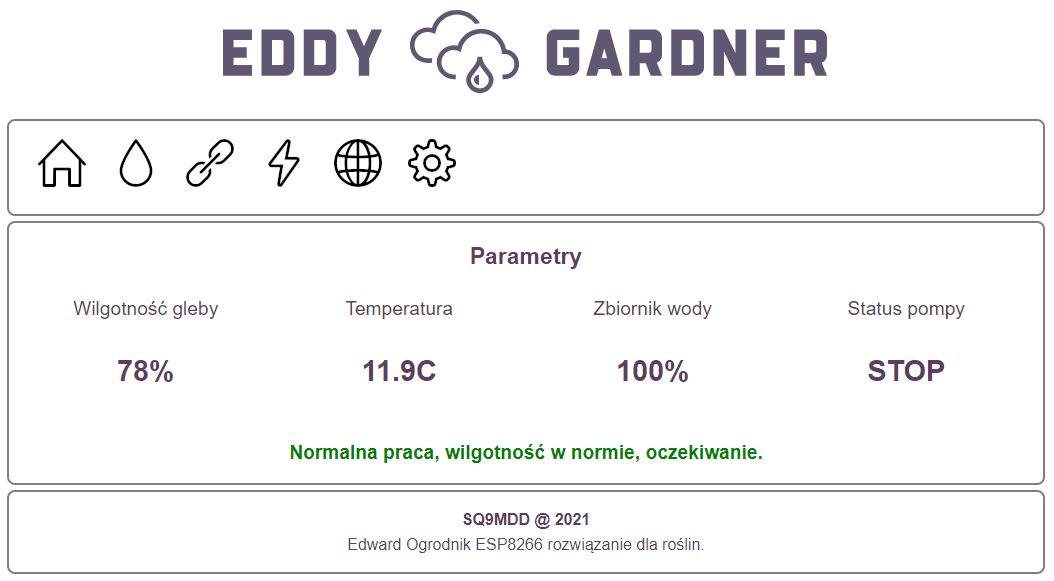 EDDY GARDNER
Parametry
Wilgotność gleby Temperatura Zbiornik wody Status pompy
78% 11.9C 100% STOP
Normalna praca, wilgotność w normie, oczekiwanie.
SQ9MDD @ 2021
Edward Ogrodnik ESP8266 rozwiązanie dla roślin.